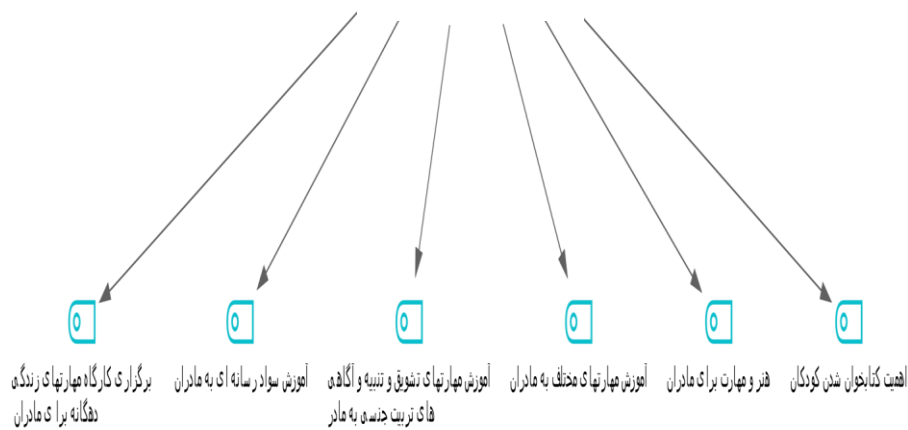 اهمیت کتابخوان شدن کودکان
هنر و مهارت برای مادران
آموزش مهارتهای مختلف به مادران
آموزش مهارتهای تشویق و تنبیه و آگاهی
های تربیت جنسی به مادر
آموزش سواد رسانه ای به مادران
برگزاری کارگاه مهارتهای زندگی
دهگانه برای مادران